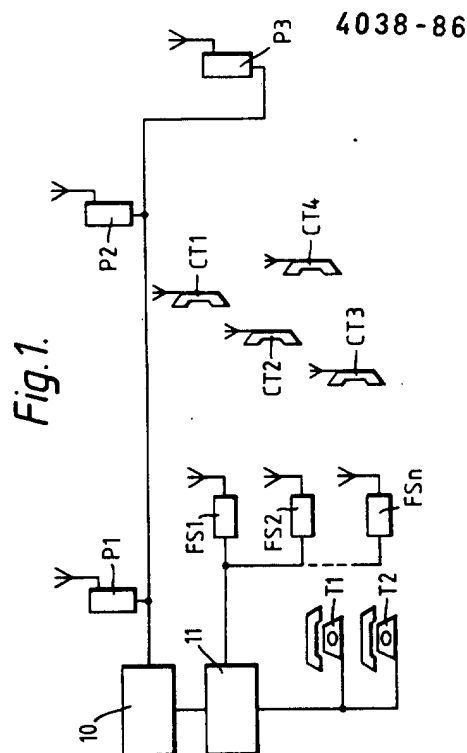 4038-86
Fig.1.
P1
P2
P3
10
11
FS1
FS2
FSn
CT1
CT2
CT3
CT4
T1
T2